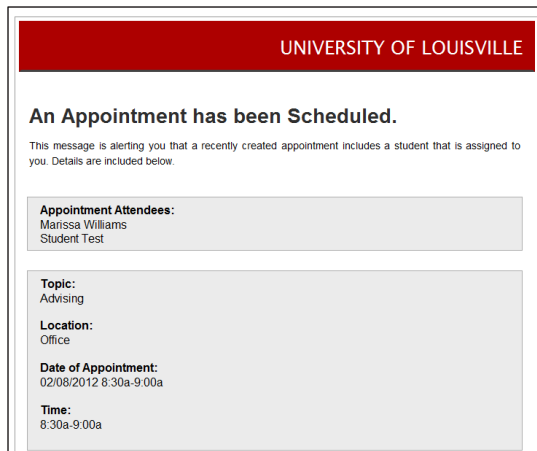 UNIVERSITY OF LOUISVILLE
An Appointment has been Scheduled.
This message is alerting you that a recently created appointment includes a student that is assigned to
you. Details are included below.
Appointment Attendees:
Marissa Williams
Student Test
Topic:
Advising
Location:
Office
Date of Appointment:
02/08/2012 8:30a-9:00a
Time:
8:30a-9:00a